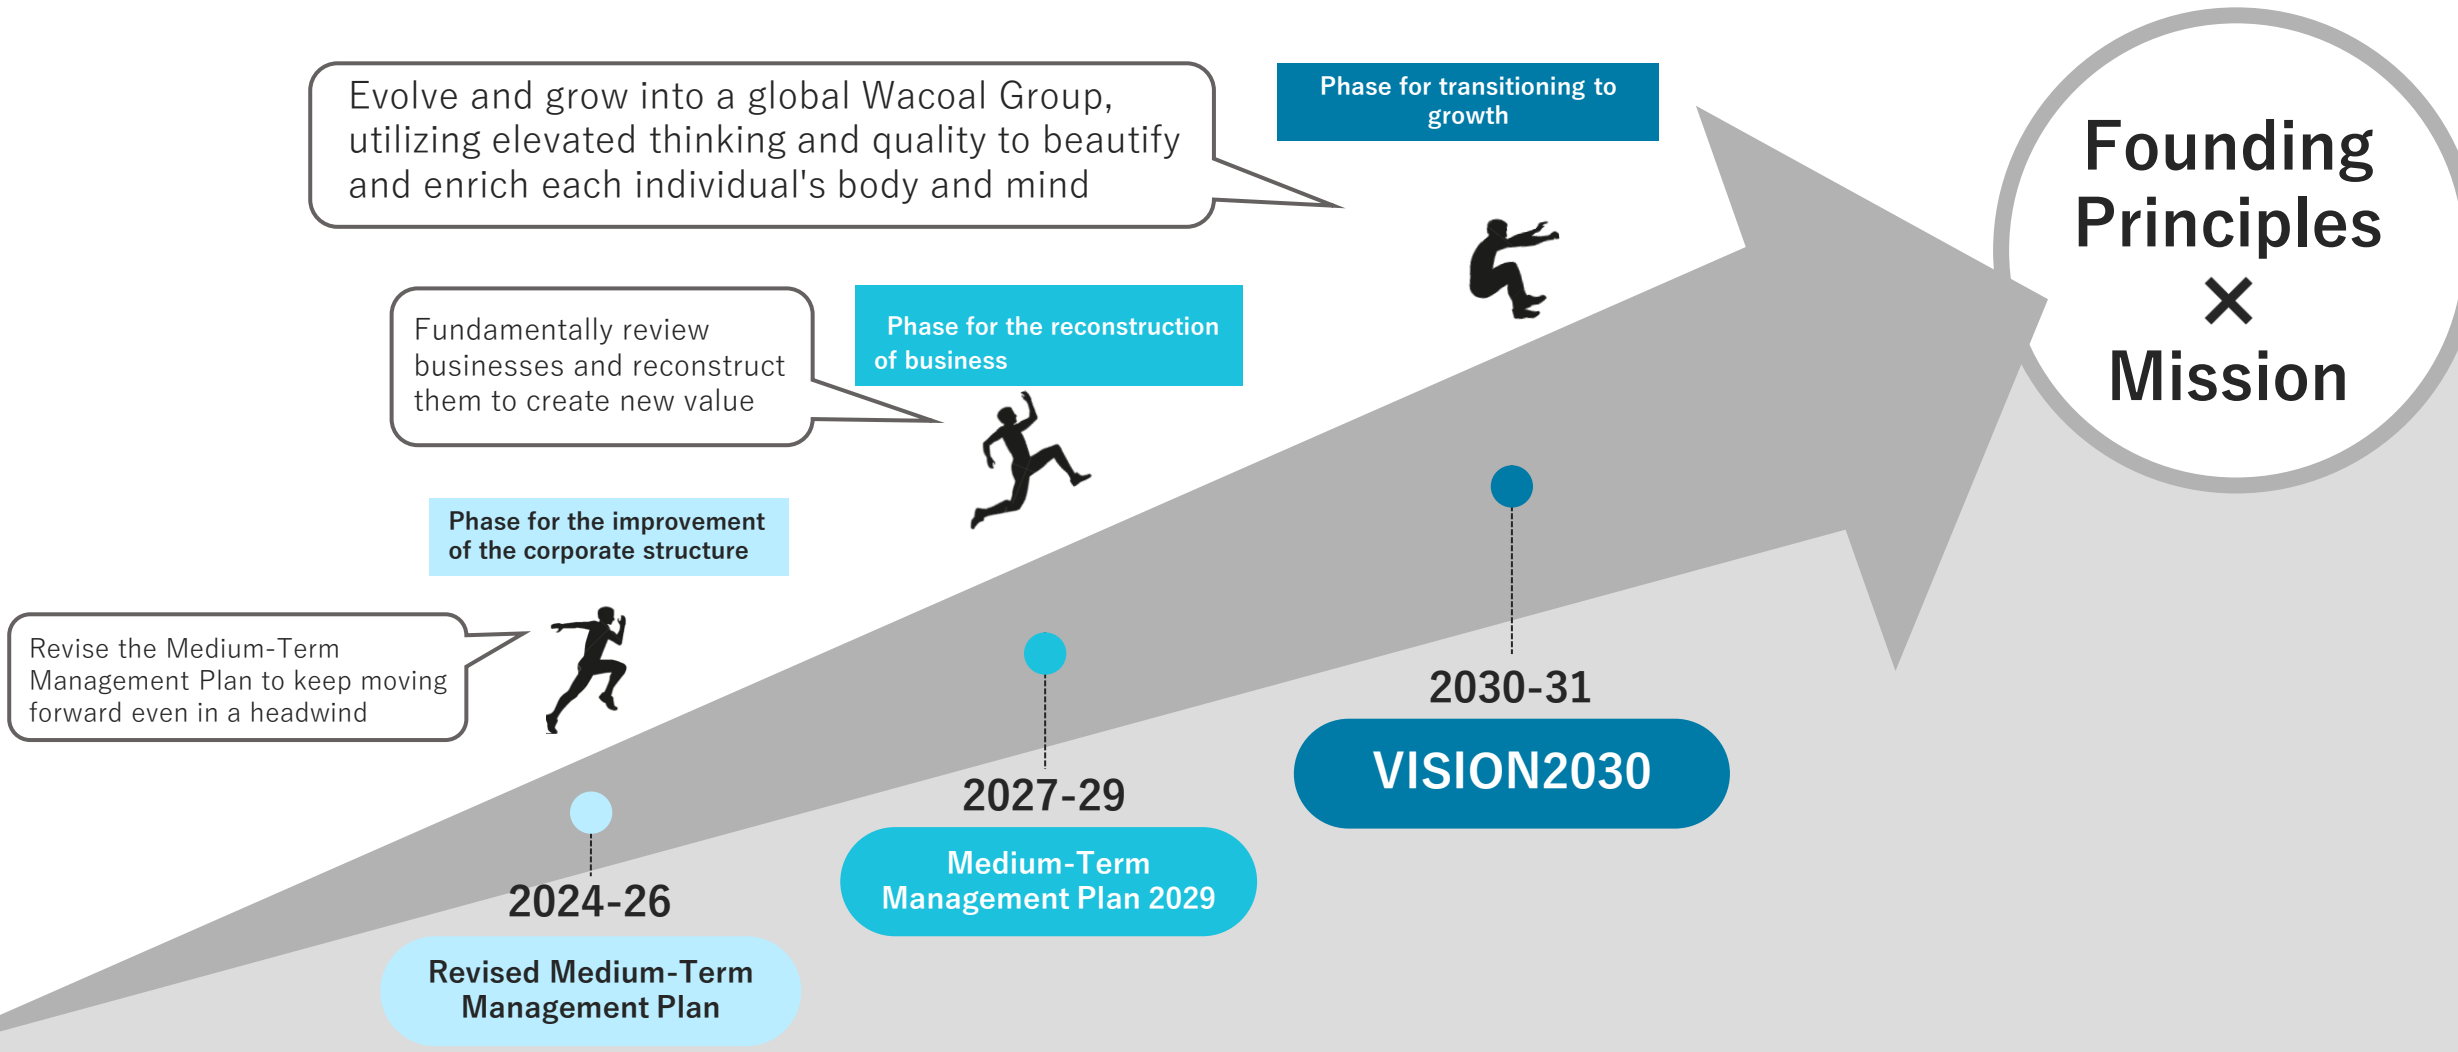 Evolve and grow into a global Wacoal Group,
utilizing elevated thinking and quality to beautify
and enrich each individual's body and mind
Phase for transitioning to
growth
Founding
Principles
×
Mission
Fundamentally review
businesses and reconstruct
them to create new value
Phase for the reconstruction
of business
Phase for the improvement
of the corporate structure
Revise the Medium-Term
Management Plan to keep moving
forward even in a headwind
2030-31
VISION2030
2027-29
Medium-Term
Management Plan 2029
2024-26
Revised Medium-Term
Management Plan